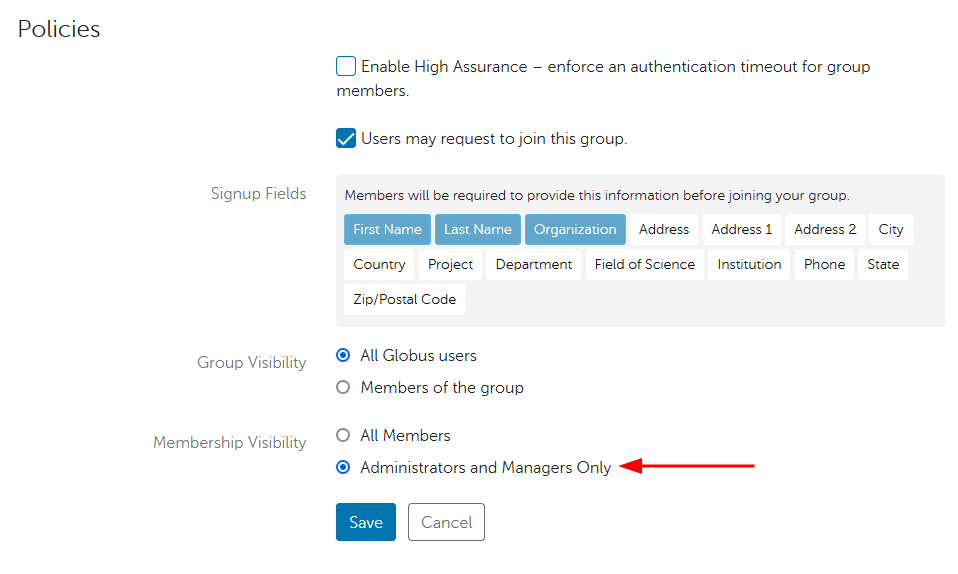 Policies
Enable High Assurance – enforce an authentication timeout for group
members.
Users may request to join this group.
Signup Fields
Members will be required to provide this information before joining your group.
First Name Last Name Organization Address Address 1 Address 2 City
Country Project Department Field of Science Institution Phone State
Zip/Postal Code
Group Visibility
All Globus users
Members of the group
Membership Visibility
All Members
Administrators and Managers Only
Save Cancel